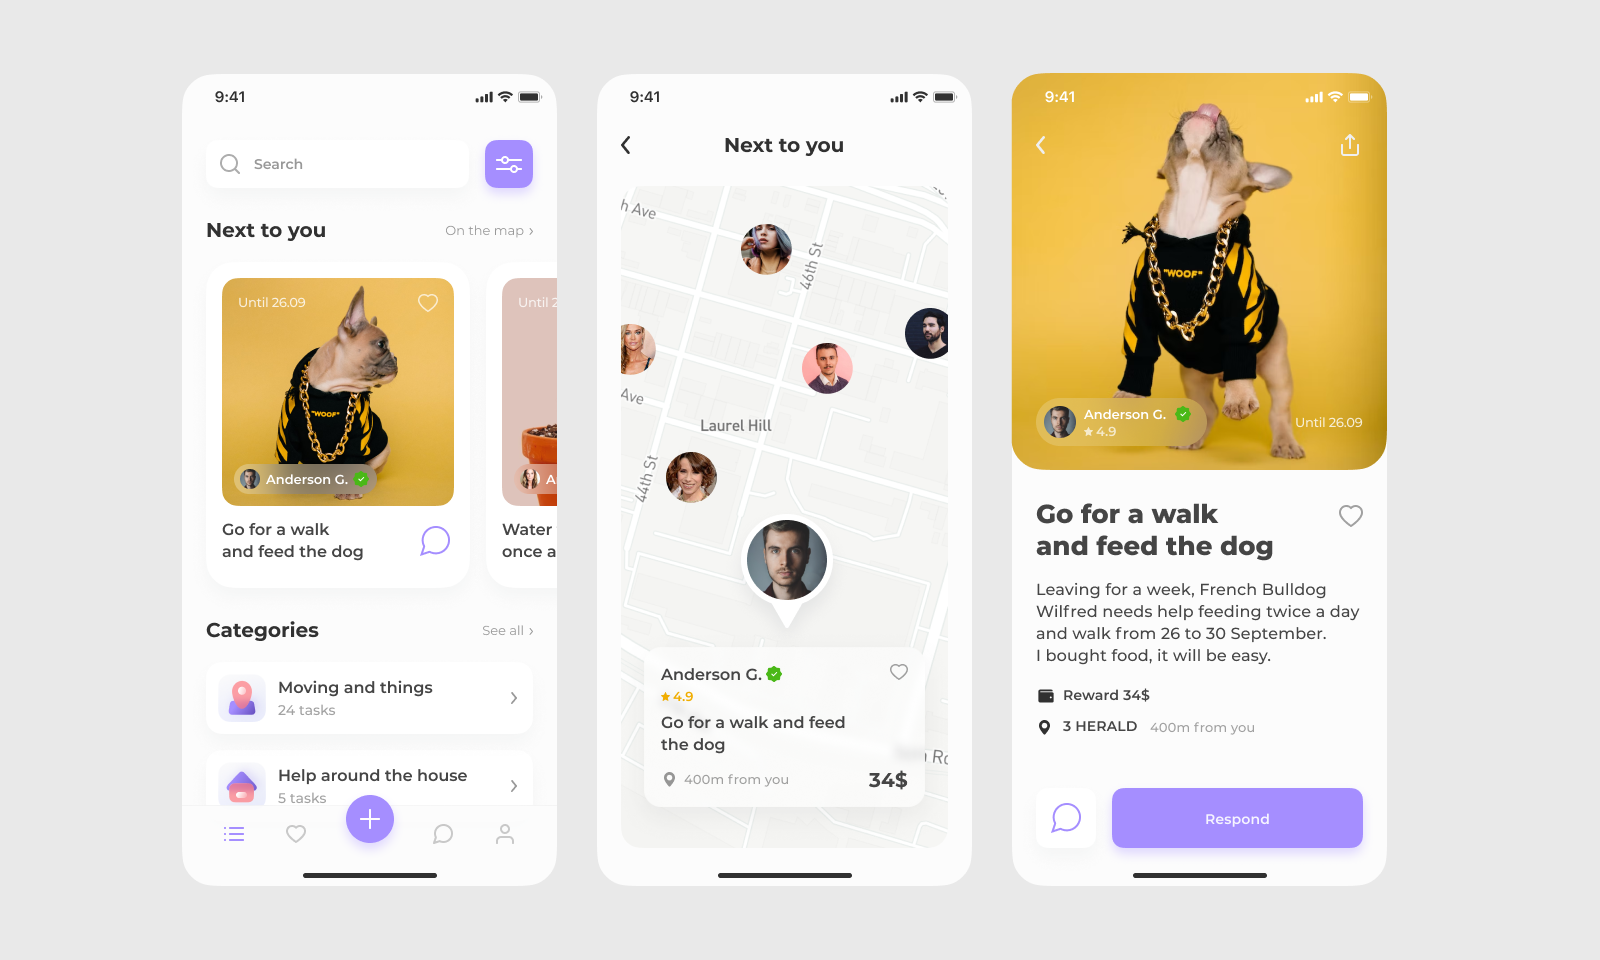 9:41
Search
Next to you
On the map
Until 26.09
"WOOF"
Anderson G.
Go for a walk
and feed the dog
Until 2
A
Water
once a
Categories
See all
Moving and things
24 tasks
Help around the house
5 tasks
9:41
Next to you
h Ave
46th St
Ave
Laurel Hill
44th St
Anderson G.
4.9
Go for a walk and feed
the dog
400m from you
34$
Rd
9:41
"WOOF"
Anderson G.
4.9
Until 26.09
Go for a walk
and feed the dog
Leaving for a week, French Bulldog
Wilfred needs help feeding twice a day
and walk from 26 to 30 September.
I bought food, it will be easy.
Reward 34$
3 HERALD 400m from you
Respond